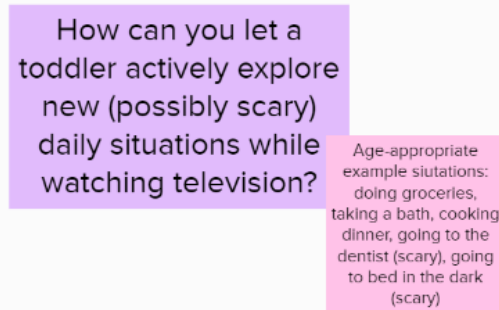 How can you let a
toddler actively explore
new (possibly scary)
daily situations while
watching television?
Age-appropriate
example siutations:
doing groceries,
taking a bath, cooking
dinner, going to the
dentist (scary), going
to bed in the dark
(scary)